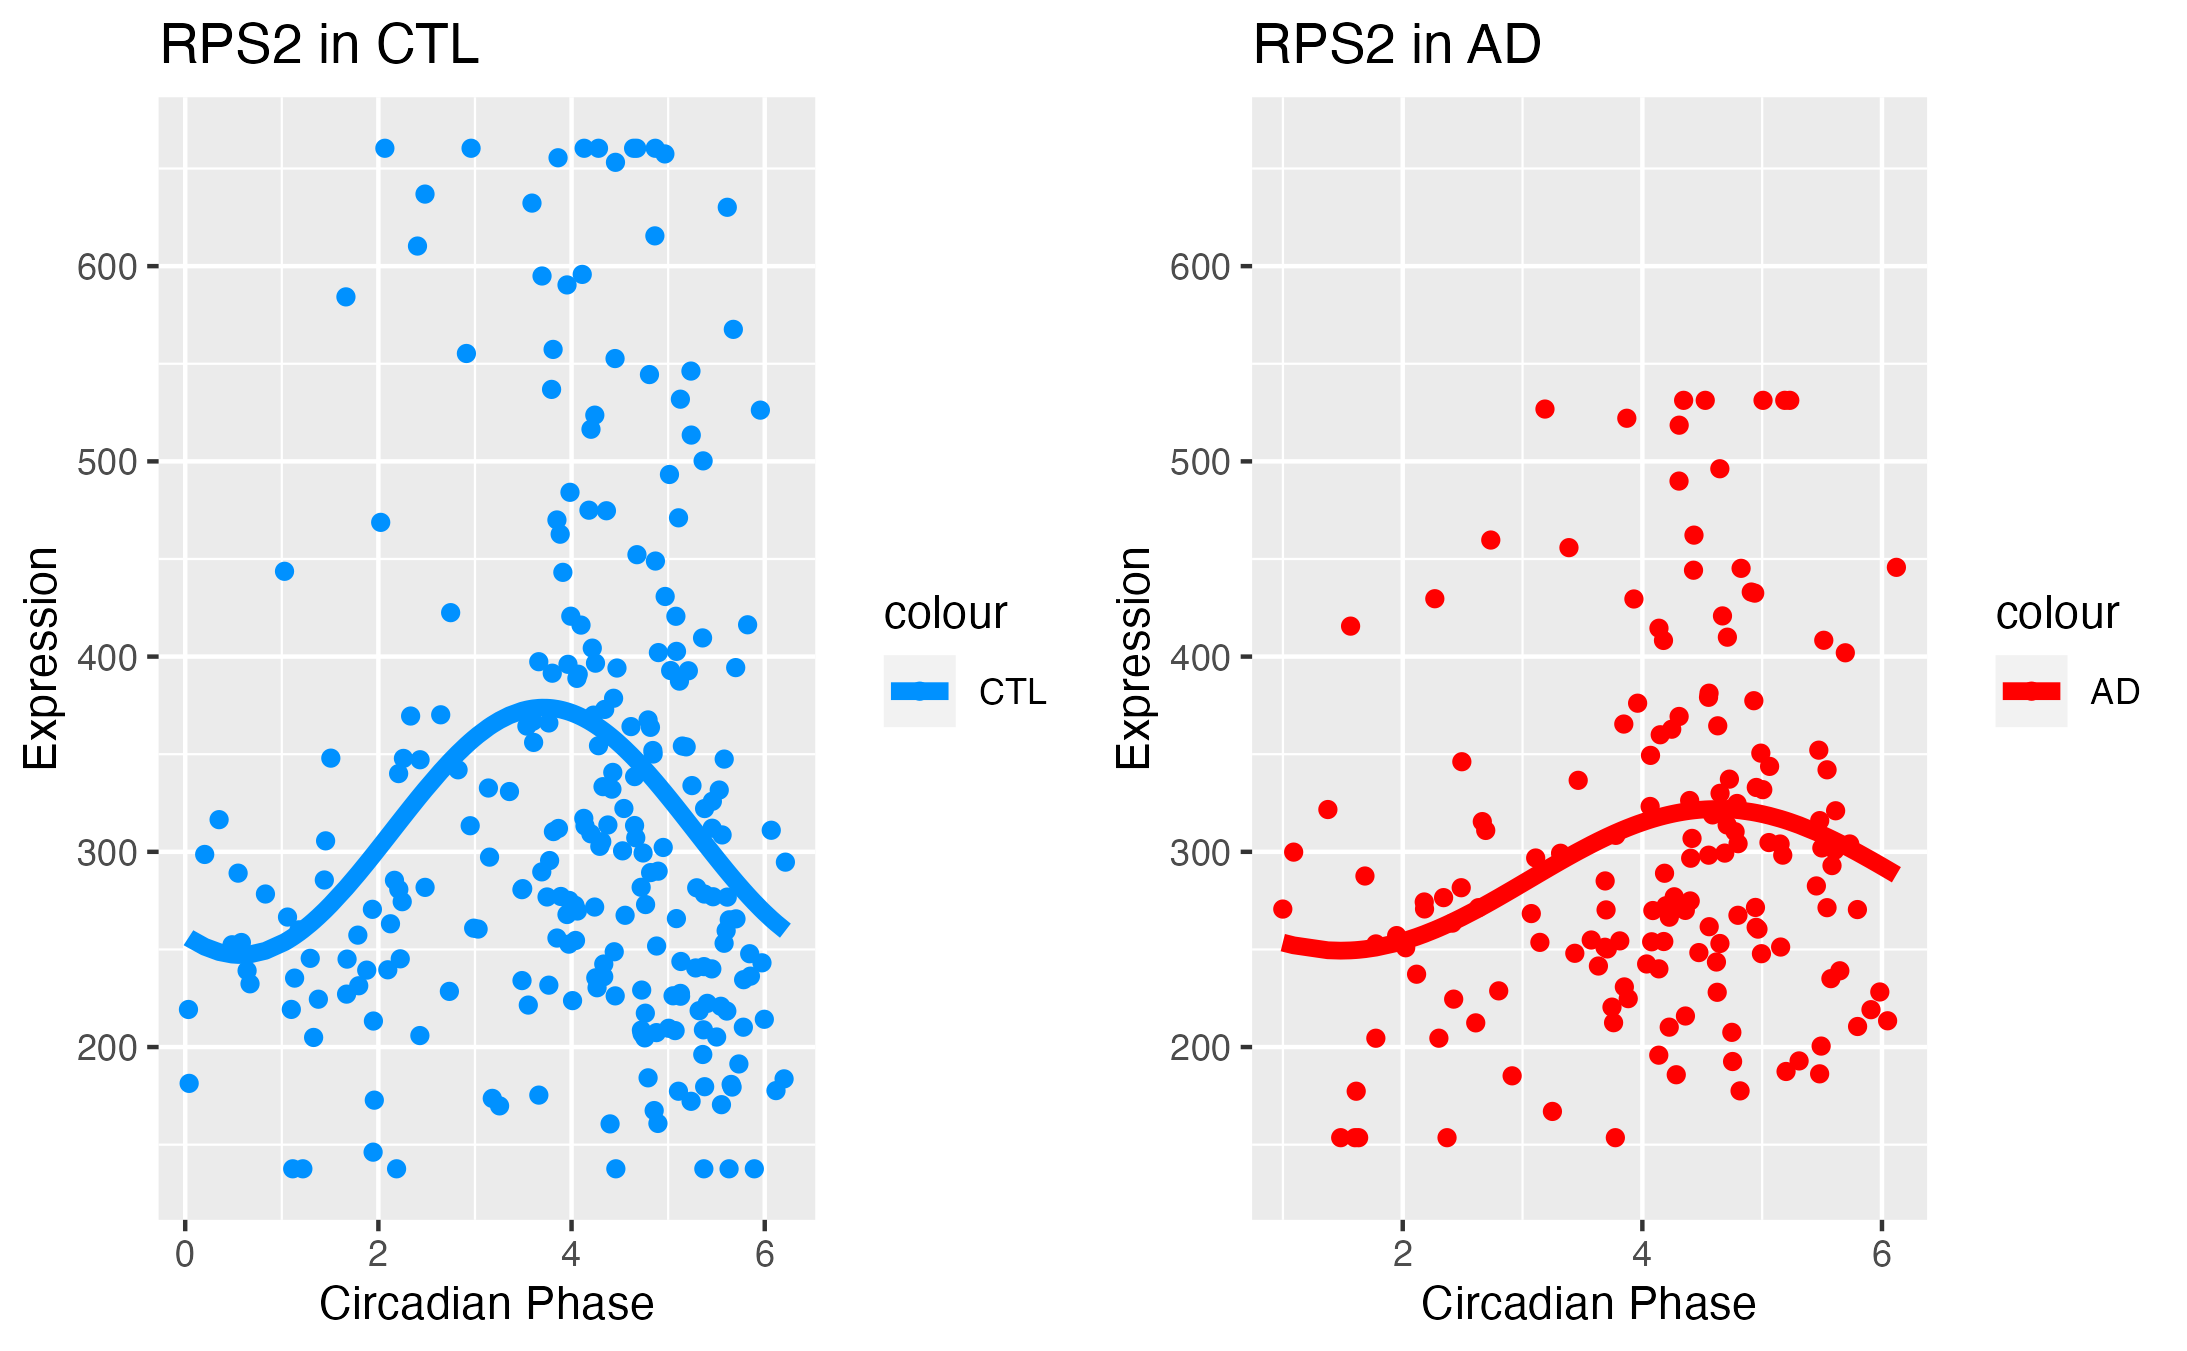 RPS2 in CTL
600
500
400
300
200
Expression
0 2 4 6
Circadian Phase
colour
CTL
RPS2 in AD
600
500
400
300
200
Expression
2 4 6
Circadian Phase
colour
AD